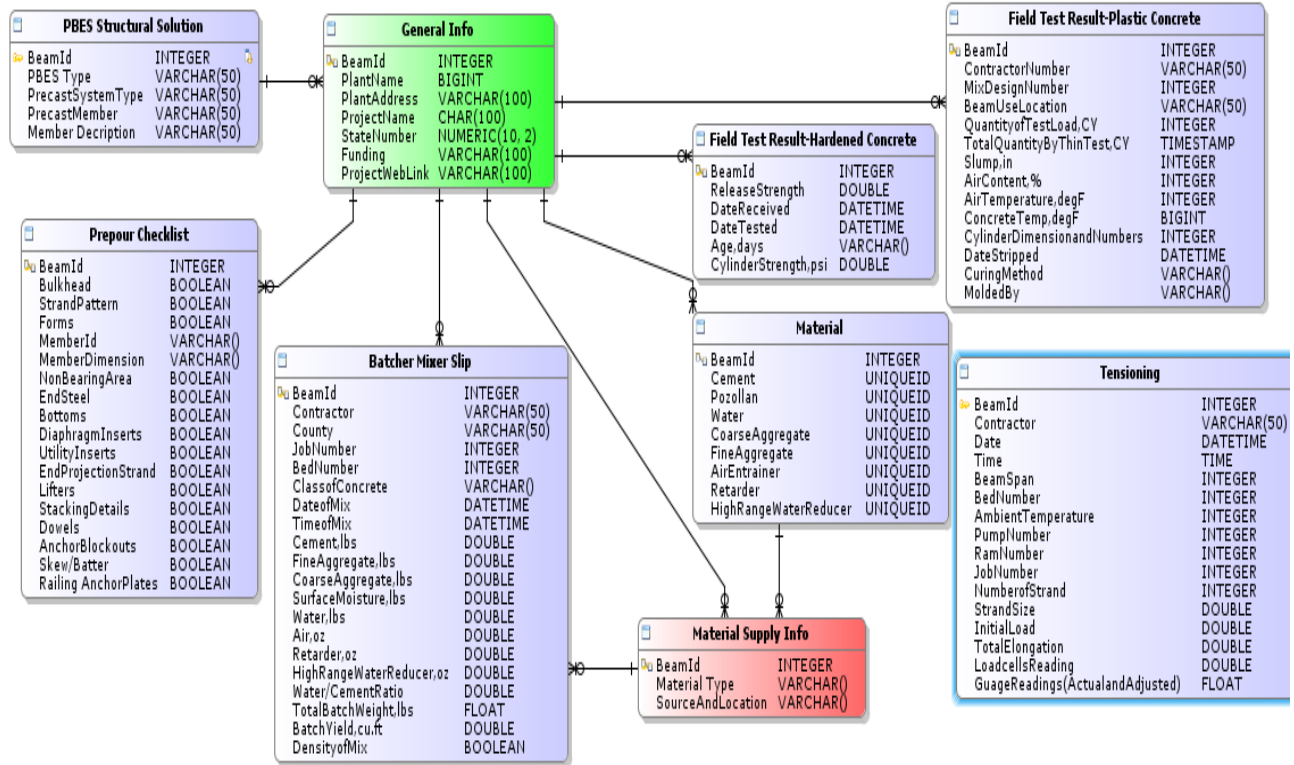 PBES Structural Solution
BeamId INTEGER
PBES Type VARCHAR(50)
PrecastSystemType VARCHAR(50)
PrecastMember VARCHAR(50)
Member Decription VARCHAR(50)
General Info
BeamId INTEGER
PlantName BIGINT
PlantAddress VARCHAR(100)
ProjectName CHAR(100)
StateNumber NUMERIC(10, 2)
Funding VARCHAR(100)
ProjectWebLink VARCHAR(100)
Field Test Result-Plastic Concrete
BeamId INTEGER
ContractorNumber VARCHAR(50)
MixDesignNumber INTEGER
BeamUseLocation VARCHAR(50)
QuantityofTestLoad,CY INTEGER
TotalQuantityByThinTest,CY TIMESTAMP
Slump,in INTEGER
AirContent,% INTEGER
AirTemperature,degF INTEGER
ConcreteTemp,degF BIGINT
CylinderDimensionandNumbers INTEGER
DateStripped DATETIME
CuringMethod VARCHAR()
MoldedBy VARCHAR()
Field Test Result-Hardened Concrete
BeamId INTEGER
ReleaseStrength DOUBLE
DateReceived DATETIME
DateTested DATETIME
Age,days VARCHAR()
CylinderStrength,psi DOUBLE
Prepour Checklist
BeamId INTEGER
Bulkhead BOOLEAN
StrandPattern BOOLEAN
Forms BOOLEAN
MemberId VARCHAR()
MemberDimension VARCHAR()
NonBearingArea BOOLEAN
EndSteel BOOLEAN
Bottoms BOOLEAN
DiaphragmInserts BOOLEAN
UtilityInserts BOOLEAN
EndProjectionStrand BOOLEAN
Lifters BOOLEAN
StackingDetails BOOLEAN
Dowels BOOLEAN
AnchorBlockouts BOOLEAN
Skew/Batter BOOLEAN
Railing AnchorPlates BOOLEAN
Batcher Mixer Slip
BeamId INTEGER
Contractor VARCHAR(50)
County VARCHAR(50)
JobNumber INTEGER
BedNumber INTEGER
ClassofConcrete VARCHAR()
DateofMix DATETIME
TimeofMix DATETIME
Cement,lbs DOUBLE
FineAggregate,lbs DOUBLE
CoarseAggregate,lbs DOUBLE
SurfaceMoisture,lbs DOUBLE
Water,lbs DOUBLE
Air,oz DOUBLE
Retarder,oz DOUBLE
HighRangeWaterReducer,oz DOUBLE
Water/CementRatio DOUBLE
TotalBatchWeight,lbs FLOAT
BatchYield,cu.ft DOUBLE
DensityofMix BOOLEAN
Material
BeamId INTEGER
Cement UNIQUEID
Pozollan UNIQUEID
Water UNIQUEID
CoarseAggregate UNIQUEID
FineAggregate UNIQUEID
AirEntrainer UNIQUEID
Retarder UNIQUEID
HighRangeWaterReducer UNIQUEID
Material Supply Info
BeamId INTEGER
Material Type VARCHAR()
SourceAndLocation VARCHAR()
Tensioning
BeamId INTEGER
Contractor VARCHAR(50)
Date DATETIME
Time TIME
BeamSpan INTEGER
BedNumber INTEGER
AmbientTemperature INTEGER
PumpNumber INTEGER
RamNumber INTEGER
JobNumber INTEGER
NumberofStrand INTEGER
StrandSize DOUBLE
InitialLoad DOUBLE
TotalElongation DOUBLE
LoadcellsReading DOUBLE
GuageReadings(ActualandAdjusted) FLOAT